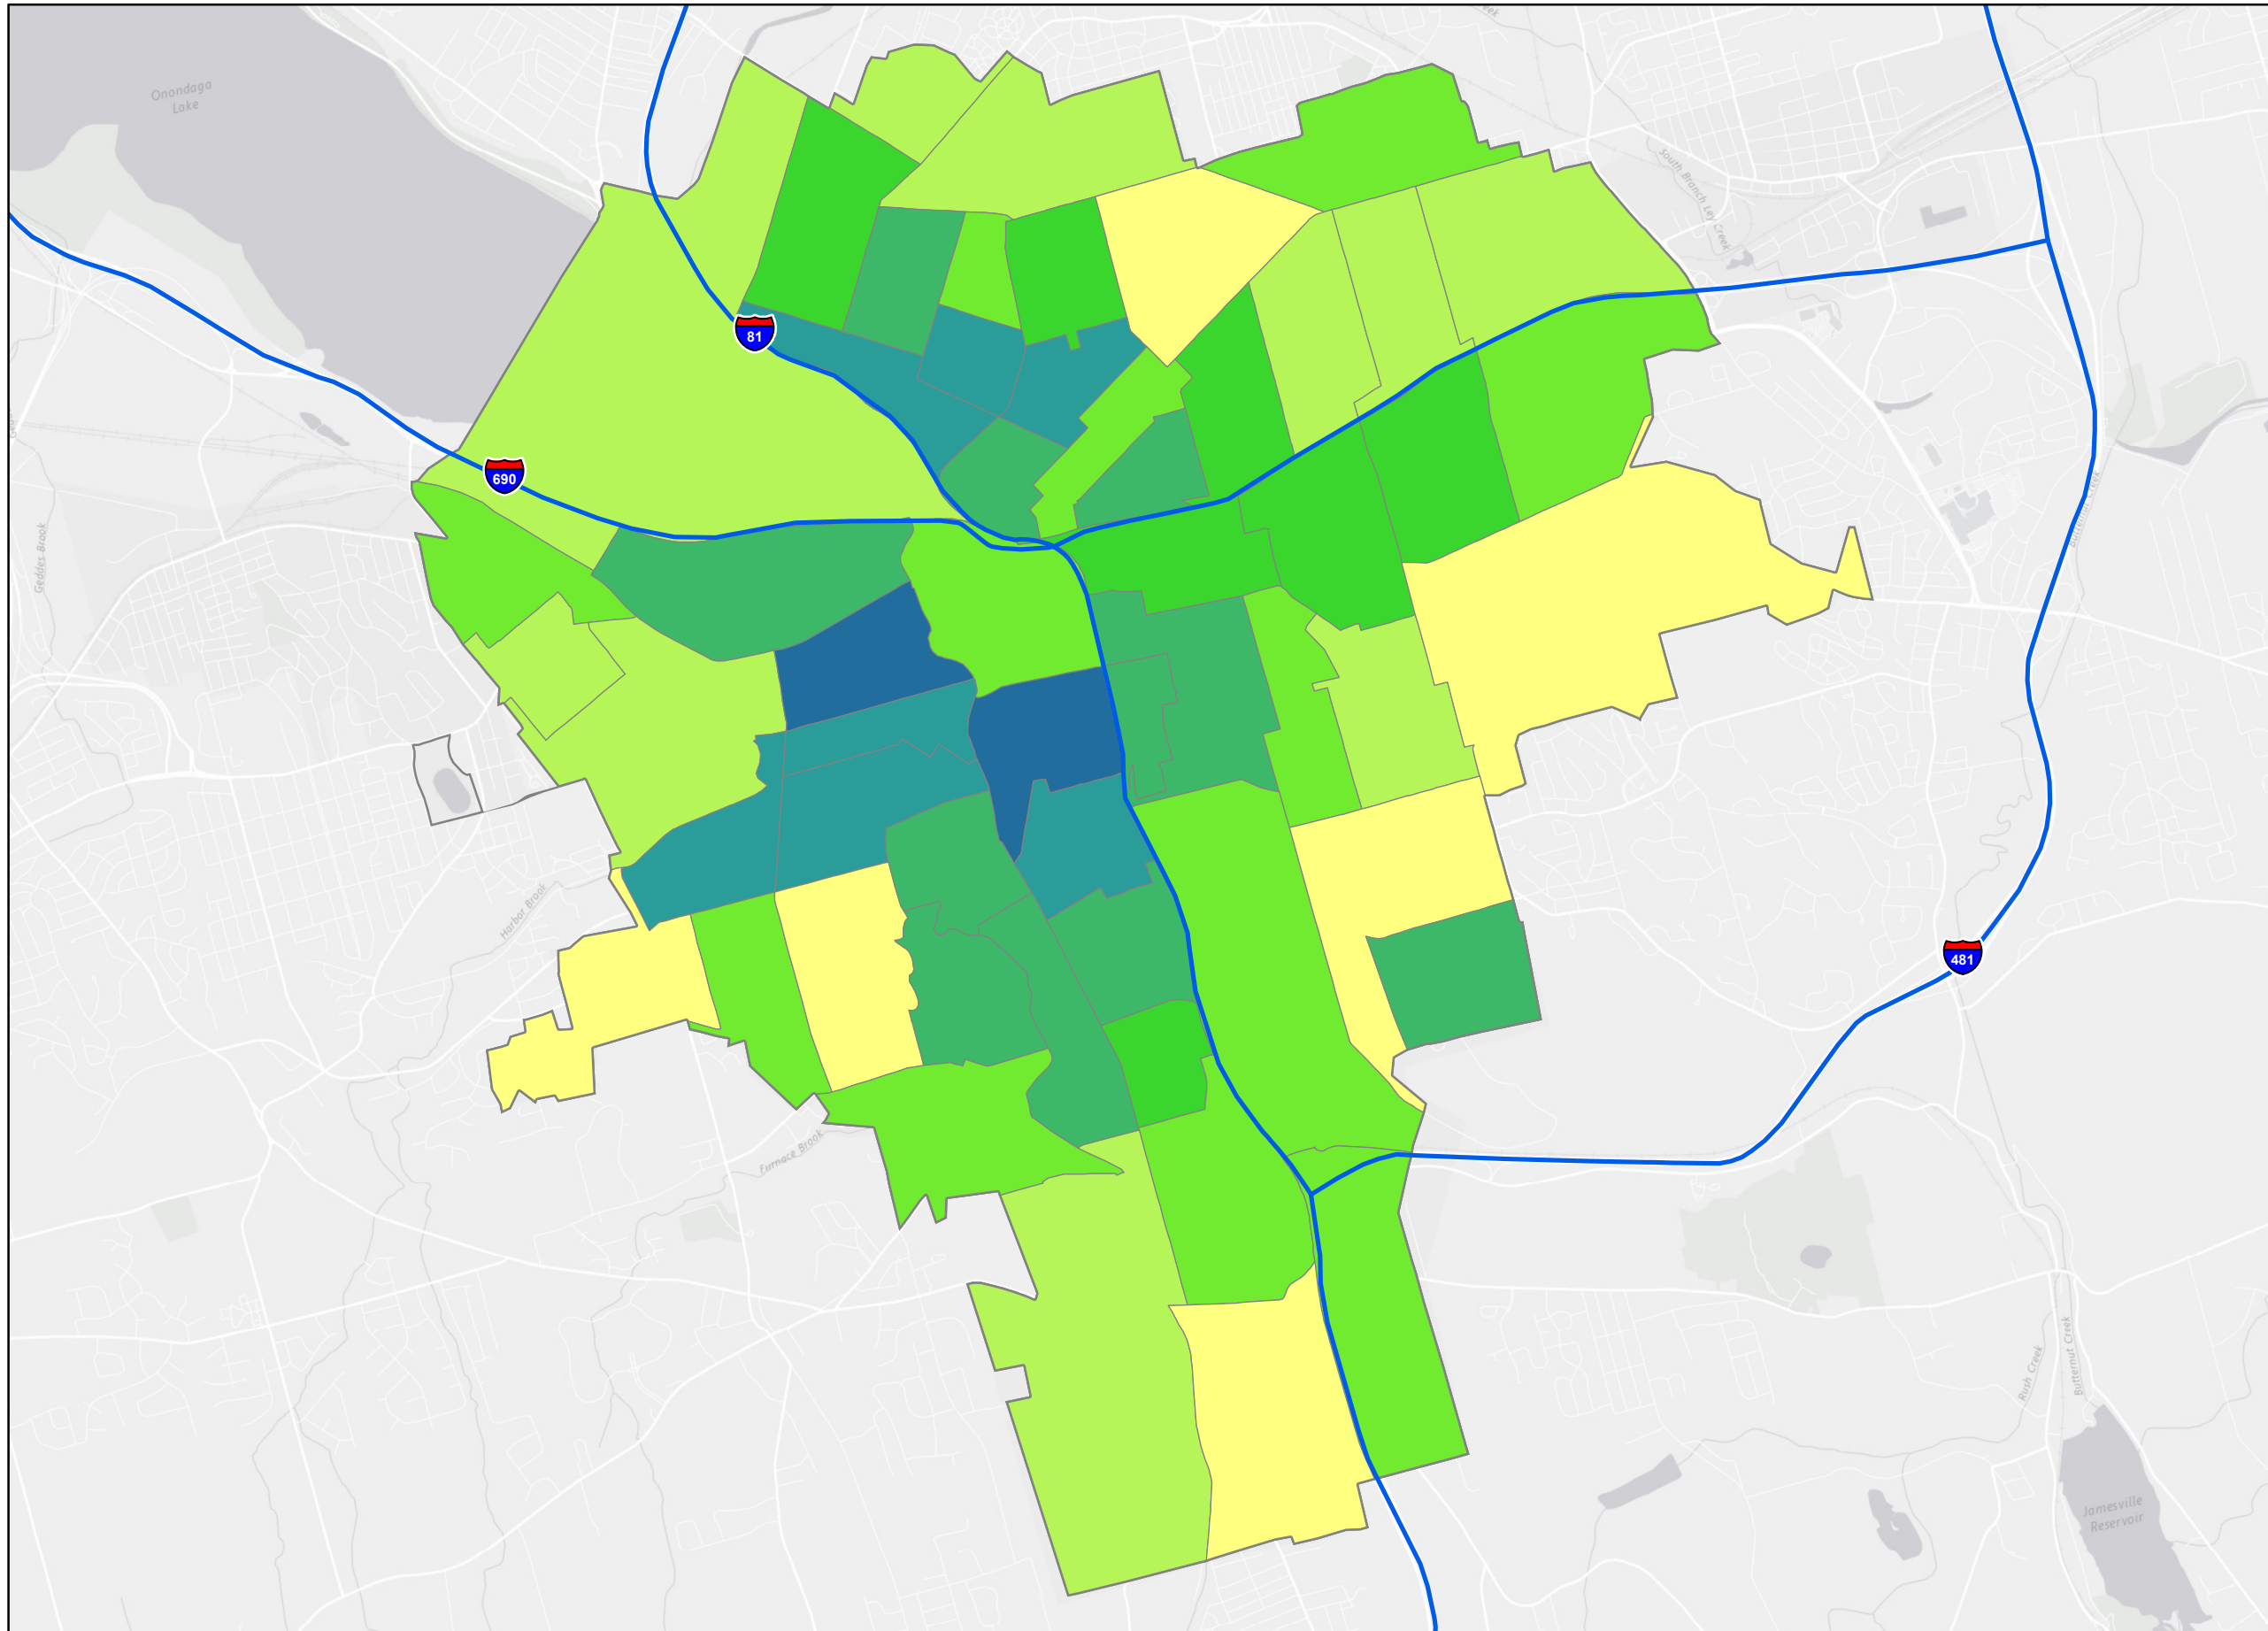 Onondaga
Lake
South Branch Ley Creek
81
690
Geddes Brook
Harbor Brook
481
Furnace Brook
Rush Creek
Butternut Creek
Jamesville
Reservoir